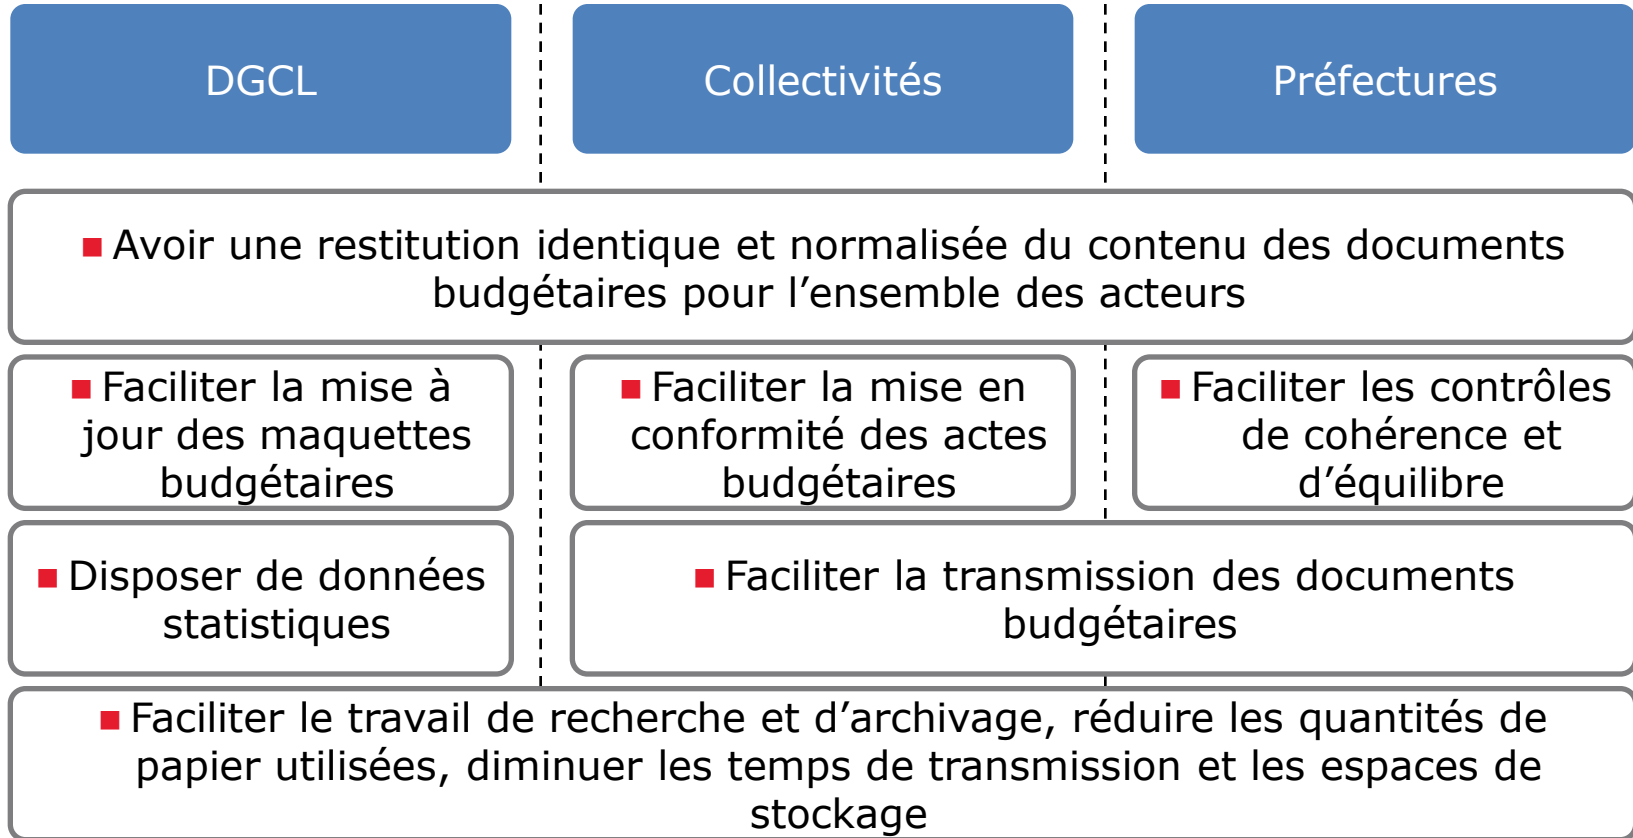 DGCL
Collectivités
Préfectures
■ Avoir une restitution identique et normalisée du contenu des documents
budgétaires pour l’ensemble des acteurs
■ Faciliter la mise à
jour des maquettes
budgétaires
■ Faciliter la mise en
conformité des actes
budgétaires
■ Faciliter les contrôles
de cohérence et
d’équilibre
■ Disposer de données
statistiques
■ Faciliter la transmission des documents
budgétaires
■ Faciliter le travail de recherche et d’archivage, réduire les quantités de
papier utilisées, diminuer les temps de transmission et les espaces de
stockage